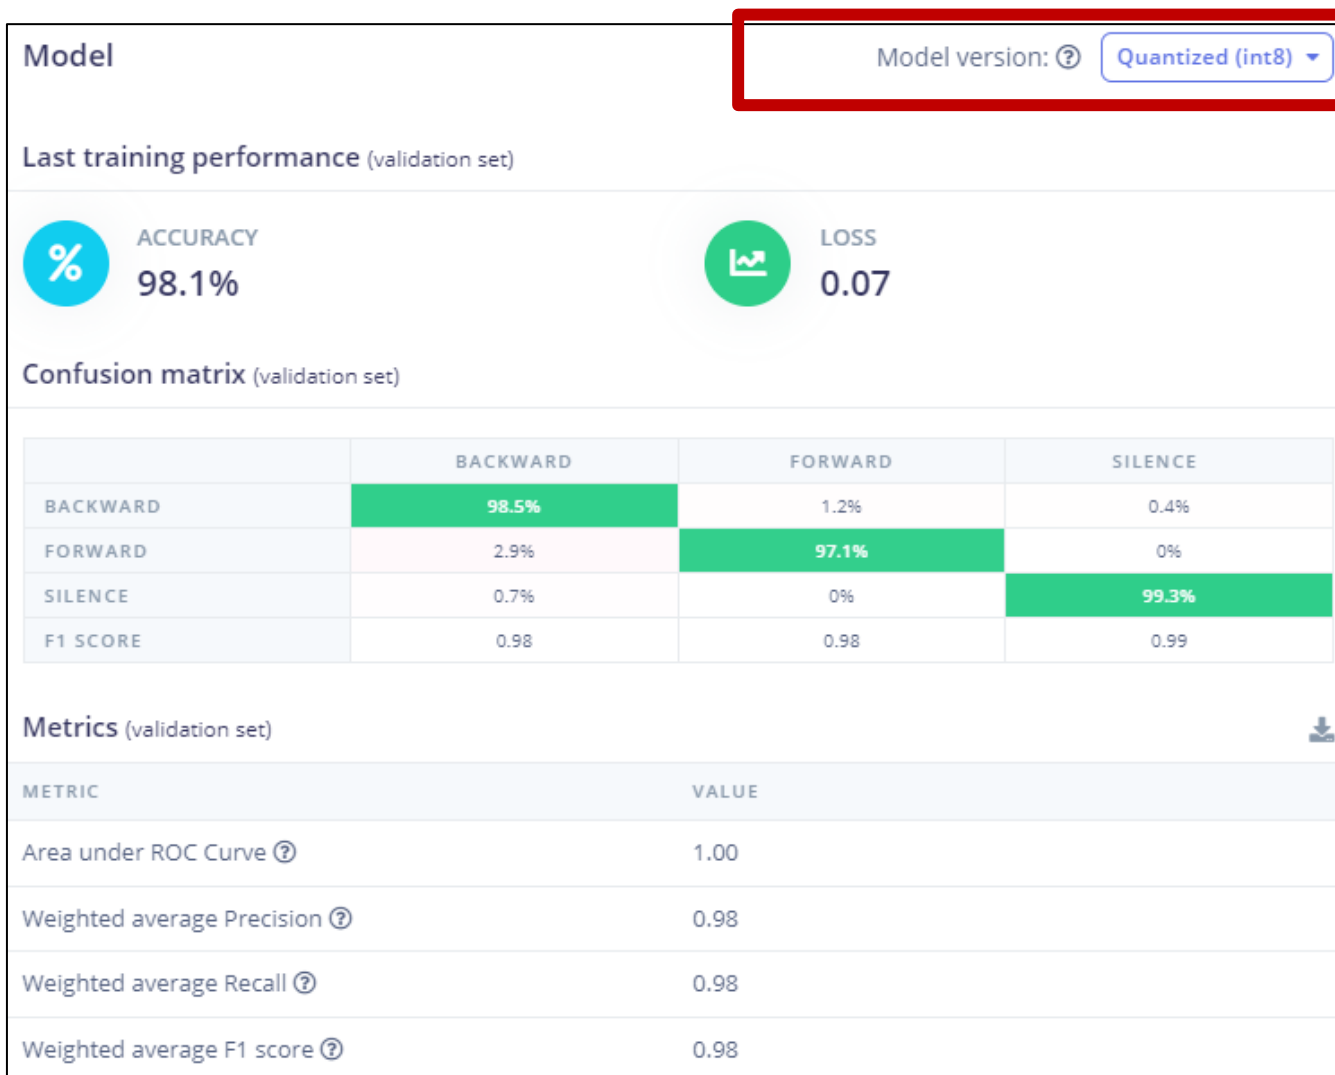 Model
Model version: Quantized (int8)
Last training performance (validation set)
% ACCURACY
98.1%
LOSS
0.07
Confusion matrix (validation set)
BACKWARD FORWARD SILENCE
BACKWARD 98.5% 1.2% 0.4%
FORWARD 2.9% 97.1% 0%
SILENCE 0.7% 0% 99.3%
F1 SCORE 0.98 0.98 0.99
Metrics (validation set)
METRIC VALUE
Area under ROC Curve ? 1.00
Weighted average Precision ? 0.98
Weighted average Recall ? 0.98
Weighted average F1 score ? 0.98